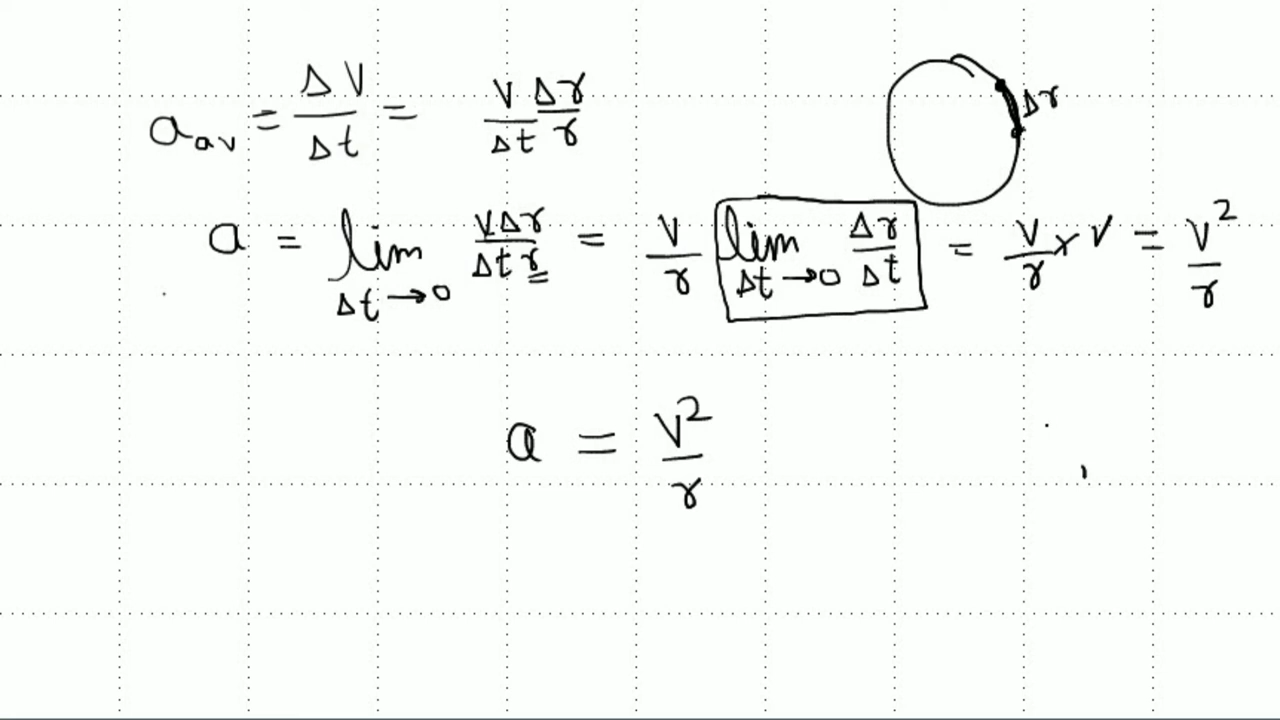 a_av = ΔV/Δt = V/Δt Δr/r
Δr
a = lim_{Δt→0} VΔr/Δt r = V/r lim_{Δt→0} Δr/Δt = V/r × V = V²/r
a = V²/r